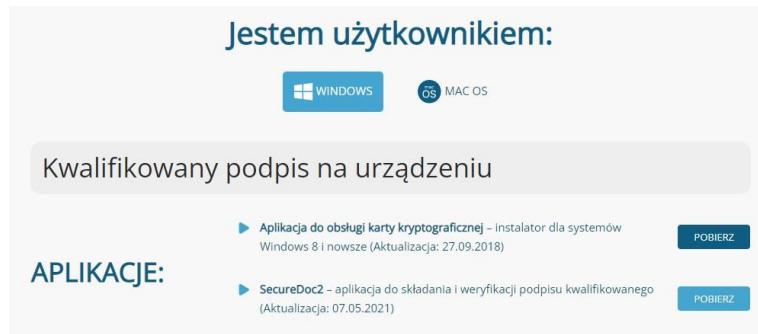 Jestem użytkownikiem:
WINDOWS
mac OS MAC OS
Kwalifikowany podpis na urządzeniu
APLIKACJE:
Aplikacja do obsługi karty kryptograficznej – instalator dla systemów
Windows 8 i nowsze (Aktualizacja: 27.09.2018)
POBIERZ
SecureDoc2 – aplikacja do składania i weryfikacji podpisu kwalifikowanego
(Aktualizacja: 07.05.2021)
POBIERZ